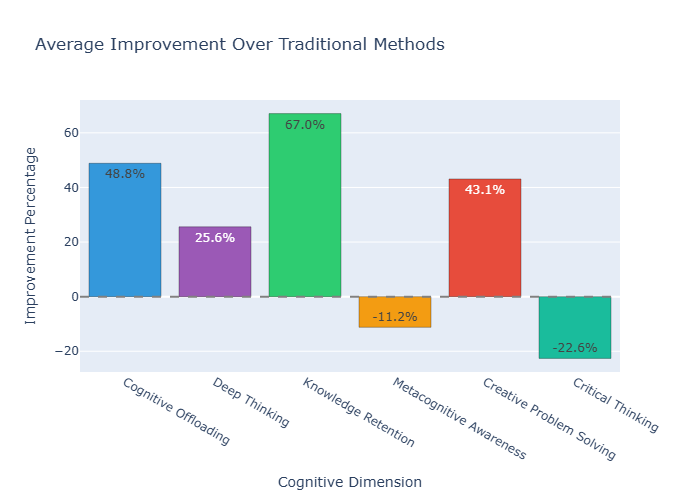 Average Improvement Over Traditional Methods
Improvement Percentage
60
40
20
0
−20
48.8%
25.6%
67.0%
-11.2%
43.1%
-22.6%
Cognitive Offloading
Deep Thinking
Knowledge Retention
Metacognitive Awareness
Creative Problem Solving
Critical Thinking
Cognitive Dimension